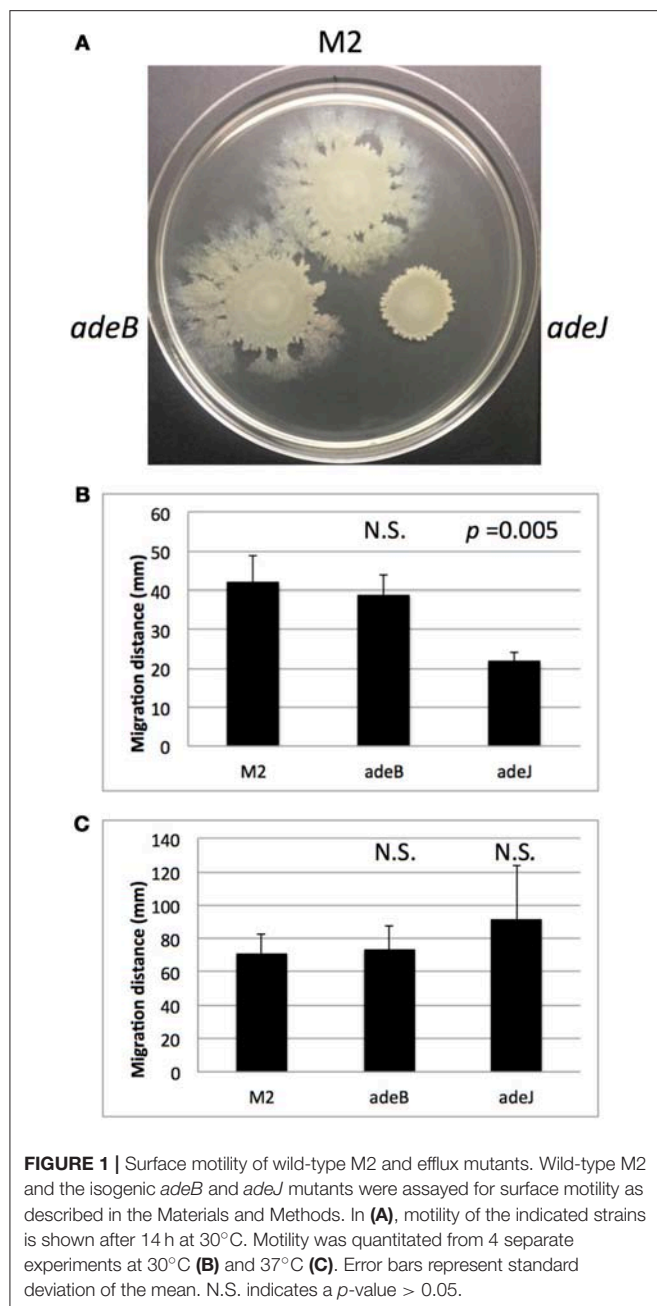 A
M2
adeB
adeJ
B
Migration distance (mm)
60
50
40
30
20
10
0
N.S.
p =0.005
M2
adeB
adeJ
C
Migration distance (mm)
140
120
100
80
60
40
20
0
N.S.
N.S.
M2
adeB
adeJ
FIGURE 1 | Surface motility of wild-type M2 and efflux mutants. Wild-type M2
and the isogenic adeB and adeJ mutants were assayed for surface motility as
described in the Materials and Methods. In (A), motility of the indicated strains
is shown after 14 h at 30°C. Motility was quantitated from 4 separate
experiments at 30°C (B) and 37°C (C). Error bars represent standard
deviation of the mean. N.S. indicates a p-value > 0.05.